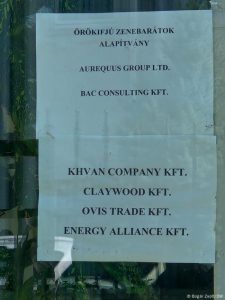 ÖRÖKIFJÚ ZENEBARÁTOK
ALAPÍTVÁNY
AUREQUUS GROUP LTD.
BAC CONSULTING KFT.
KHVAN COMPANY KFT.
CLAYWOOD KFT.
OVIS TRADE KFT.
ENERGY ALLIANCE KFT.